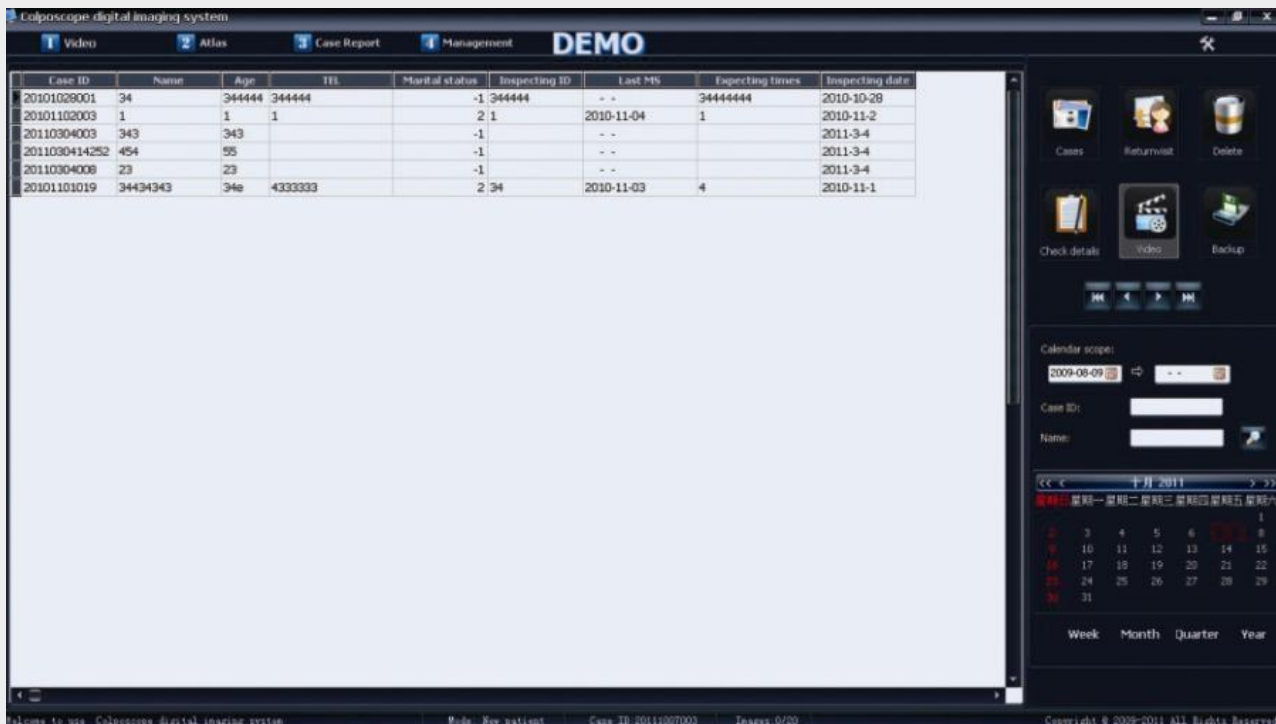 Colposcope digital imaging system
1 Video 2 Atlas 3 Case Report 4 Management DEMO
Case ID Name Age TEL Marital status Inspecting ID Last MS Expecting times Inspecting date
20101028001 34 344444 344444 -1 344444 - - 34444444 2010-10-28
20101102003 1 1 1 2 1 2010-11-04 1 2010-11-2
20110304003 343 343 -1 - - 2011-3-4
2011030414252 454 55 -1 - - 2011-3-4
20110304008 23 23 -1 - - 2011-3-4
20101101019 34434343 34e 4333333 2 34 2010-11-03 4 2010-11-1
Cases Returnvisit Delete
Check details Video Backup
Calendar scope:
2009-08-09 - -
Case ID:
Name:
<< < 十月 2011 > >>
星期日 星期一 星期二 星期三 星期四 星期五 星期六
1
2 3 4 5 6 8
9 10 11 12 13 14 15
16 17 18 19 20 21 22
23 24 25 26 27 28 29
30 31
Week Month Quarter Year
Welcome to use Colposcope digital imaging system Mode: New patient Case ID 20111007003 Images 0/20 Copyright @ 2009-2011 All Rights Reserved